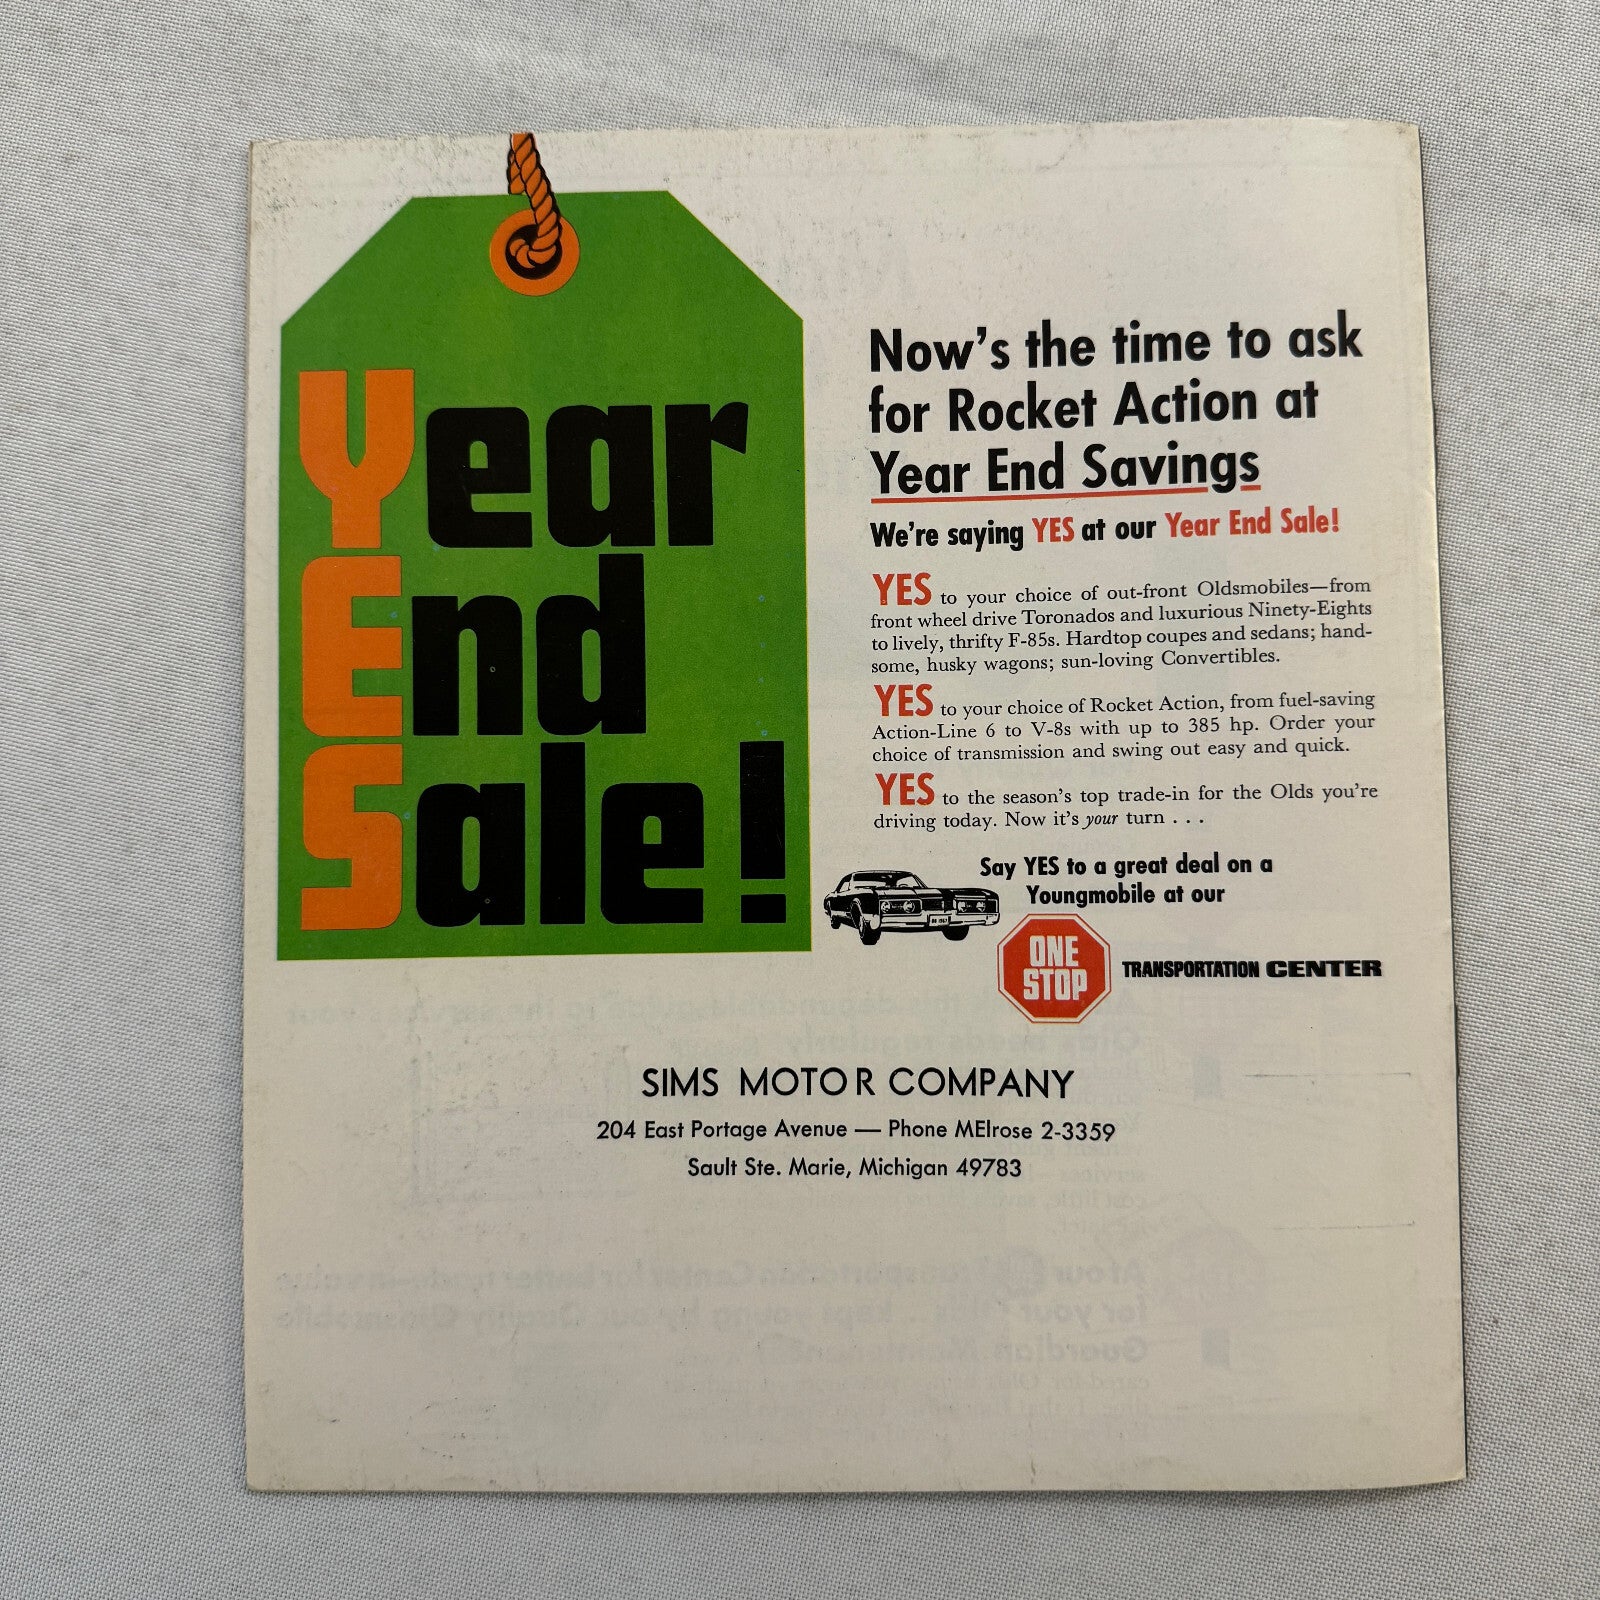 Year
End
Sale!
Now's the time to ask
for Rocket Action at
Year End Savings
We're saying YES at our Year End Sale!
YES to your choice of out-front Oldsmobiles—from
front wheel drive Toronados and luxurious Ninety-Eights
to lively, thrifty F-85s. Hardtop coupes and sedans; hand-
some, husky wagons; sun-loving Convertibles.
YES to your choice of Rocket Action, from fuel-saving
Action-Line 6 to V-8s with up to 385 hp. Order your
choice of transmission and swing out easy and quick.
YES to the season's top trade-in for the Olds you're
driving today. Now it's your turn . . .
Say YES to a great deal on a
Youngmobile at our
ONE
STOP
TRANSPORTATION CENTER
SIMS MOTOR COMPANY
204 East Portage Avenue — Phone MElrose 2-3359
Sault Ste. Marie, Michigan 49783